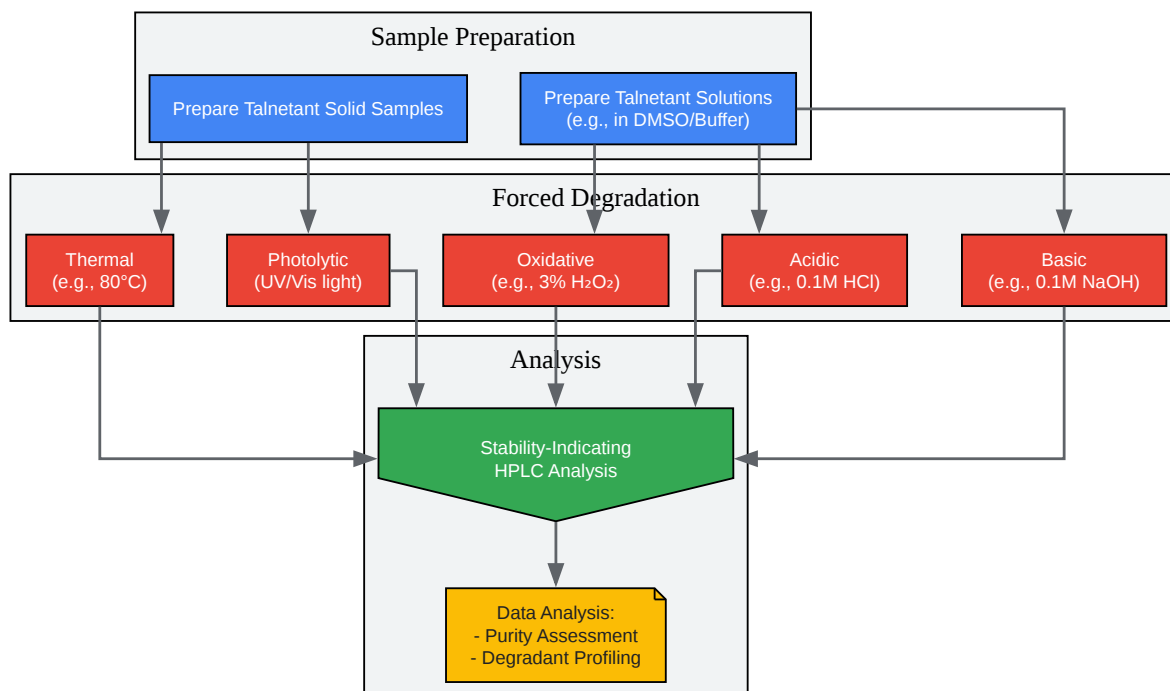 Sample Preparation
Prepare Talnetant Solid Samples
Prepare Talnetant Solutions
(e.g., in DMSO/Buffer)
Forced Degradation
Thermal
(e.g., 80°C)
Photolytic
(UV/Vis light)
Oxidative
(e.g., 3% H₂O₂)
Acidic
(e.g., 0.1M HCl)
Basic
(e.g., 0.1M NaOH)
Analysis
Stability-Indicating
HPLC Analysis
Data Analysis:
- Purity Assessment
- Degradant Profiling